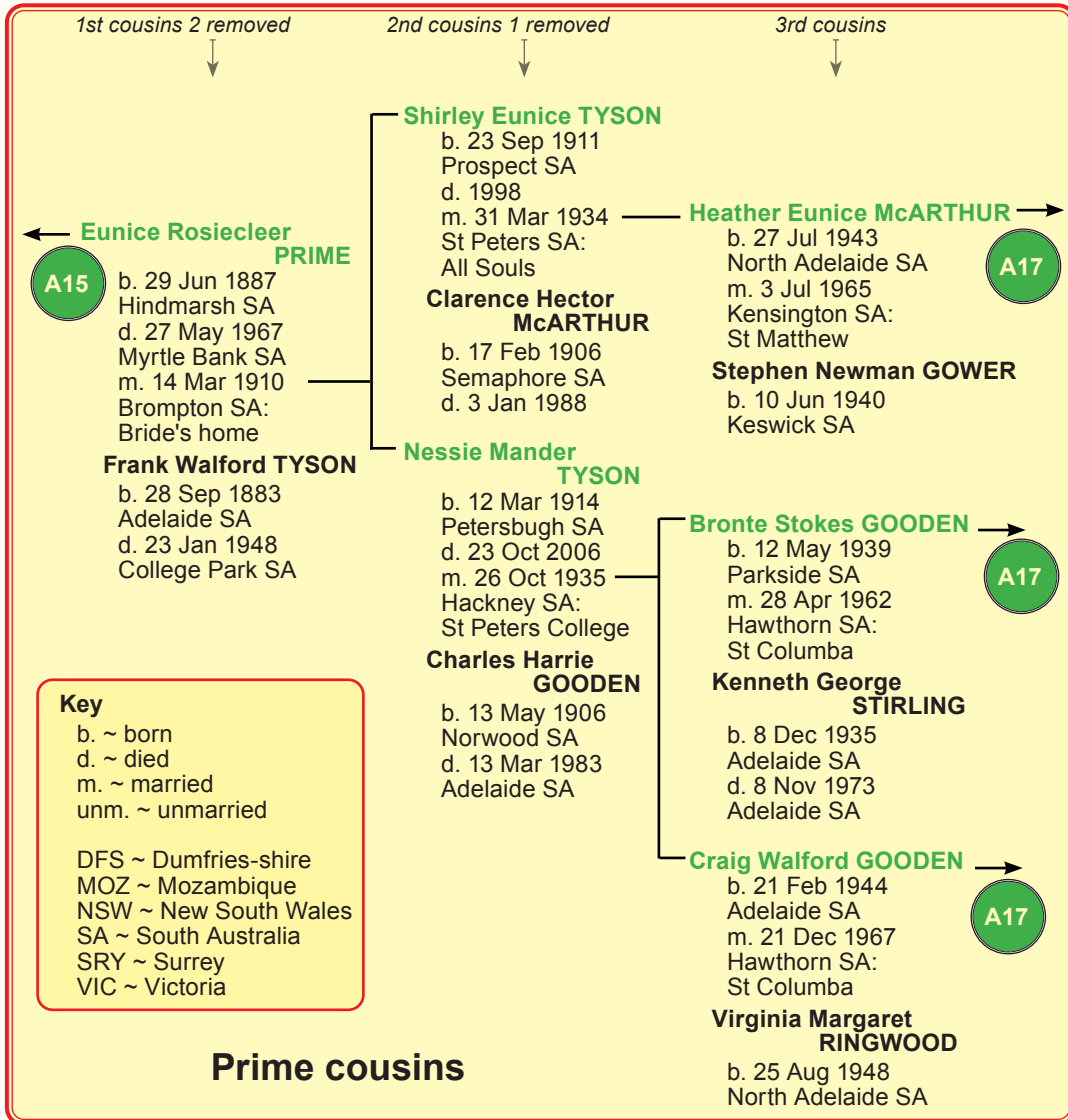 1st cousins 2 removed
2nd cousins 1 removed
3rd cousins
Eunice Rosiecleer
PRIME
A15
b. 29 Jun 1887
Hindmarsh SA
d. 27 May 1967
Myrtle Bank SA
m. 14 Mar 1910
Brompton SA:
Bride's home
Frank Walford TYSON
b. 28 Sep 1883
Adelaide SA
d. 23 Jan 1948
College Park SA
Shirley Eunice TYSON
b. 23 Sep 1911
Prospect SA
d. 1998
m. 31 Mar 1934
St Peters SA:
All Souls
Clarence Hector
McARTHUR
b. 17 Feb 1906
Semaphore SA
d. 3 Jan 1988
Nessie Mander
TYSON
b. 12 Mar 1914
Petersbugh SA
d. 23 Oct 2006
m. 26 Oct 1935
Hackney SA:
St Peters College
Charles Harrie
GOODEN
b. 13 May 1906
Norwood SA
d. 13 Mar 1983
Adelaide SA
Heather Eunice McARTHUR
A17
b. 27 Jul 1943
North Adelaide SA
m. 3 Jul 1965
Kensington SA:
St Matthew
Stephen Newman GOWER
b. 10 Jun 1940
Keswick SA
Bronte Stokes GOODEN
A17
b. 12 May 1939
Parkside SA
m. 28 Apr 1962
Hawthorn SA:
St Columba
Kenneth George
STIRLING
b. 8 Dec 1935
Adelaide SA
d. 8 Nov 1973
Adelaide SA
Craig Walford GOODEN
A17
b. 21 Feb 1944
Adelaide SA
m. 21 Dec 1967
Hawthorn SA:
St Columba
Virginia Margaret
RINGWOOD
b. 25 Aug 1948
North Adelaide SA
Key
b. ~ born
d. ~ died
m. ~ married
unm. ~ unmarried
DFS ~ Dumfries-shire
MOZ ~ Mozambique
NSW ~ New South Wales
SA ~ South Australia
SRY ~ Surrey
VIC ~ Victoria
Prime cousins